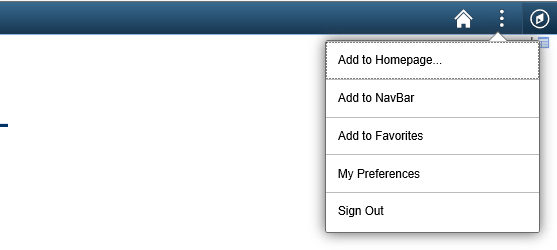 Add to Homepage...
Add to NavBar
Add to Favorites
My Preferences
Sign Out